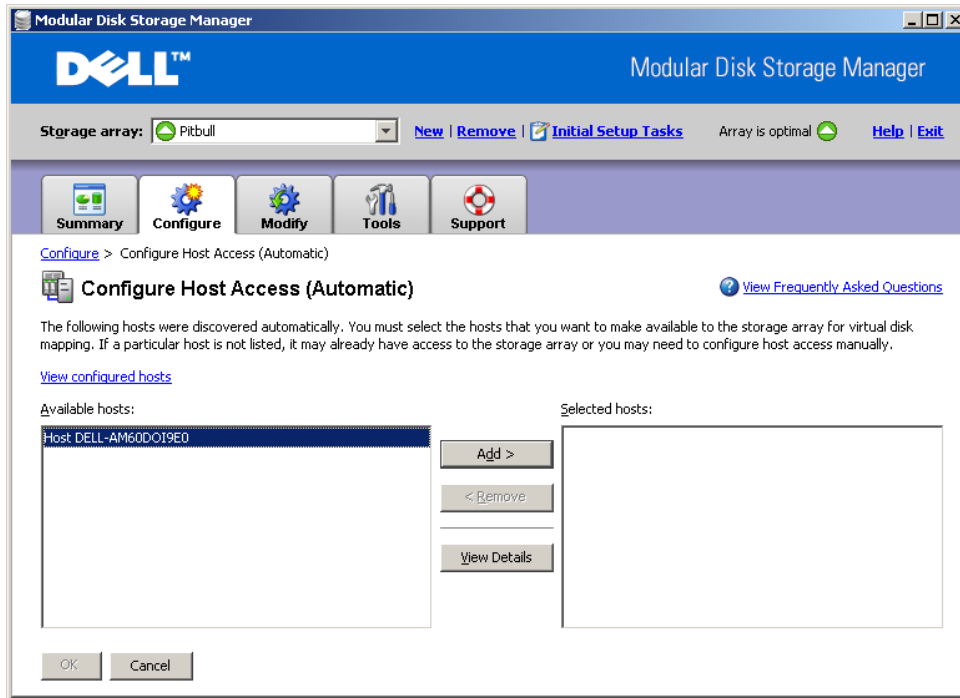 Modular Disk Storage Manager
DELL™
Modular Disk Storage Manager
Storage array: Pitbull New | Remove | Initial Setup Tasks Array is optimal Help | Exit
Summary Configure Modify Tools Support
Configure > Configure Host Access (Automatic)
Configure Host Access (Automatic)
? View Frequently Asked Questions
The following hosts were discovered automatically. You must select the hosts that you want to make available to the storage array for virtual disk
mapping. If a particular host is not listed, it may already have access to the storage array or you may need to configure host access manually.
View configured hosts
Available hosts:
Host DELL-AM60DOI9E0
Add >
< Remove
View Details
Selected hosts:
OK Cancel